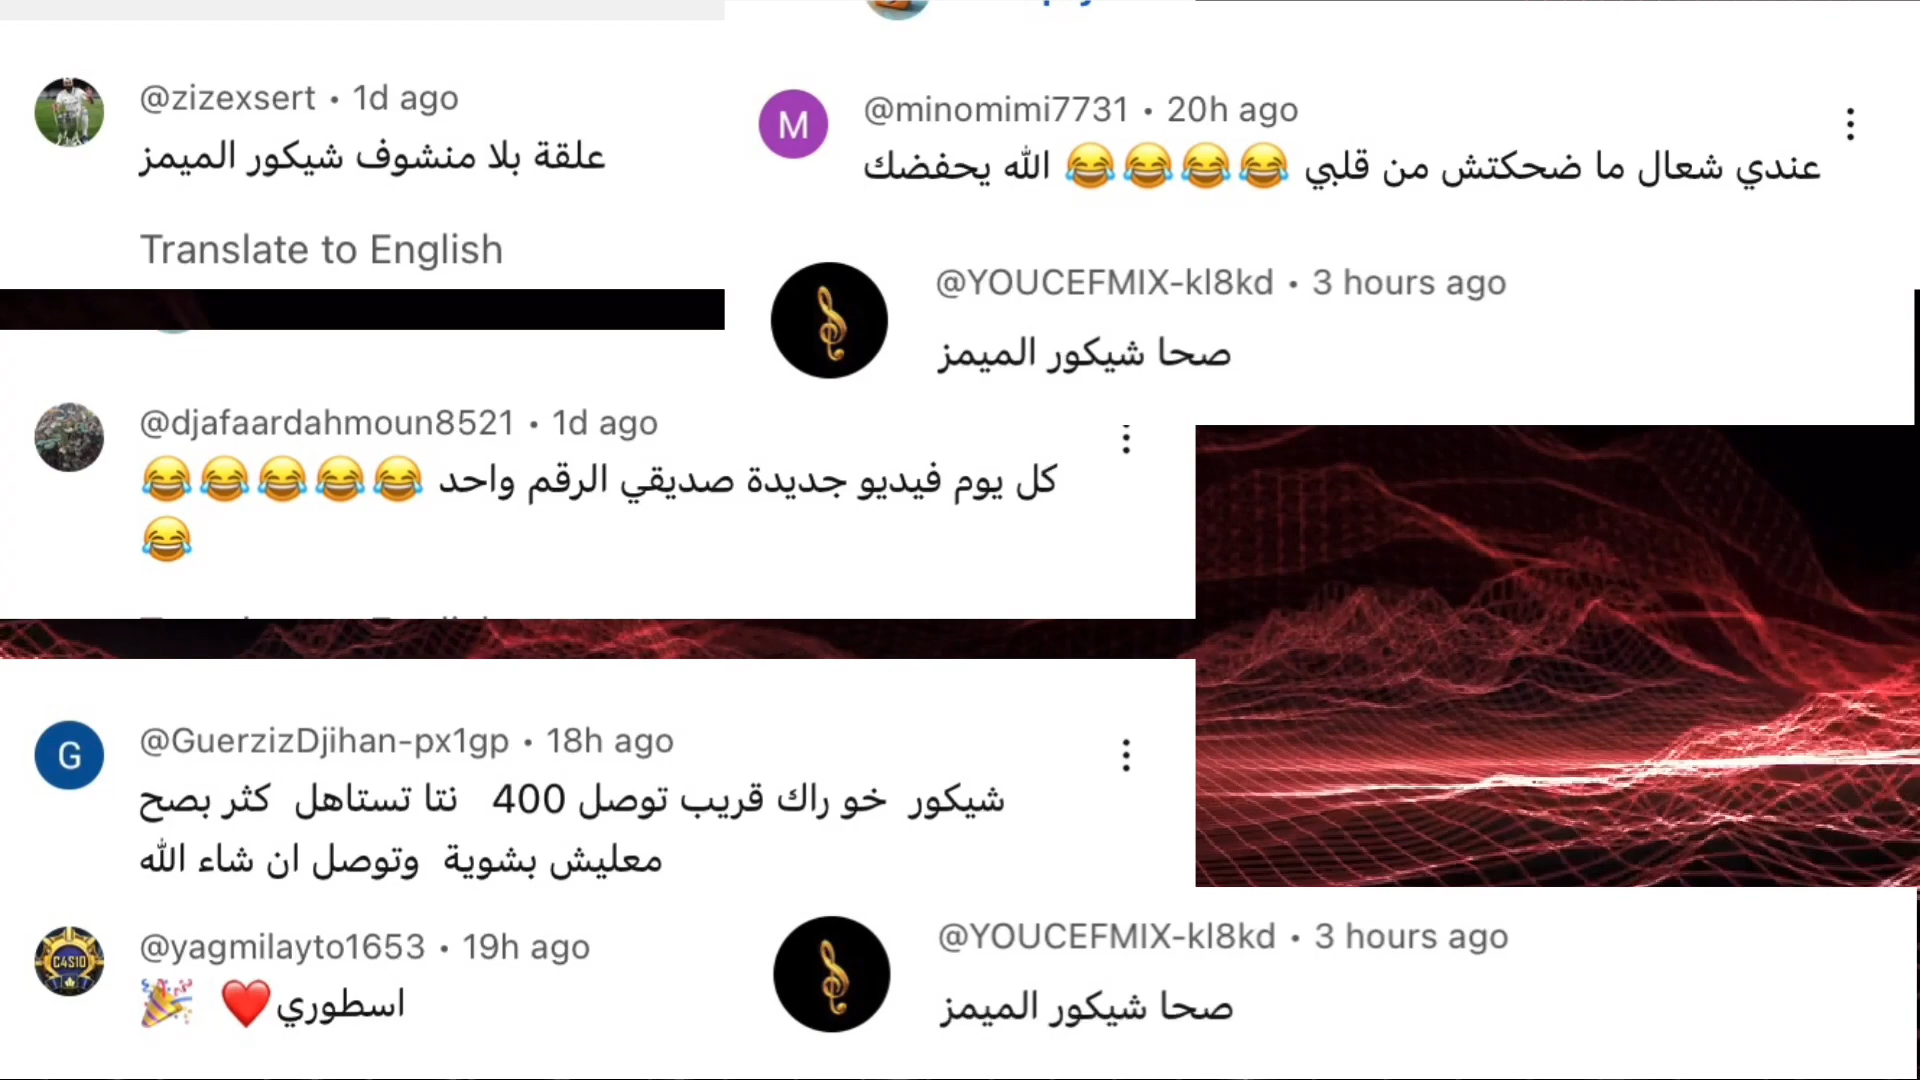 @zizexsert • 1d ago
علقة بلا منشوف شيكور الميمز
Translate to English
@minomimi7731 • 20h ago
عندي شعال ما ضحكتش من قلبي 😂😂😂😂 الله يحفضك
@YOUCEFMIX-kl8kd • 3 hours ago
صحا شيكور الميمز
@djafaardahmoun8521 • 1d ago
كل يوم فيديو جديدة صديقي الرقم واحد 😂😂😂😂😂
😂
@GuerzizDjihan-px1gp • 18h ago
شيكور خو راك قريب توصل 400 نتا تستاهل كثر بصح
معليش بشوية وتوصل ان شاء الله
@yagmilayto1653 • 19h ago
اسطوري❤️ 🎉
@YOUCEFMIX-kl8kd • 3 hours ago
صحا شيكور الميمز
M
G
C4S10